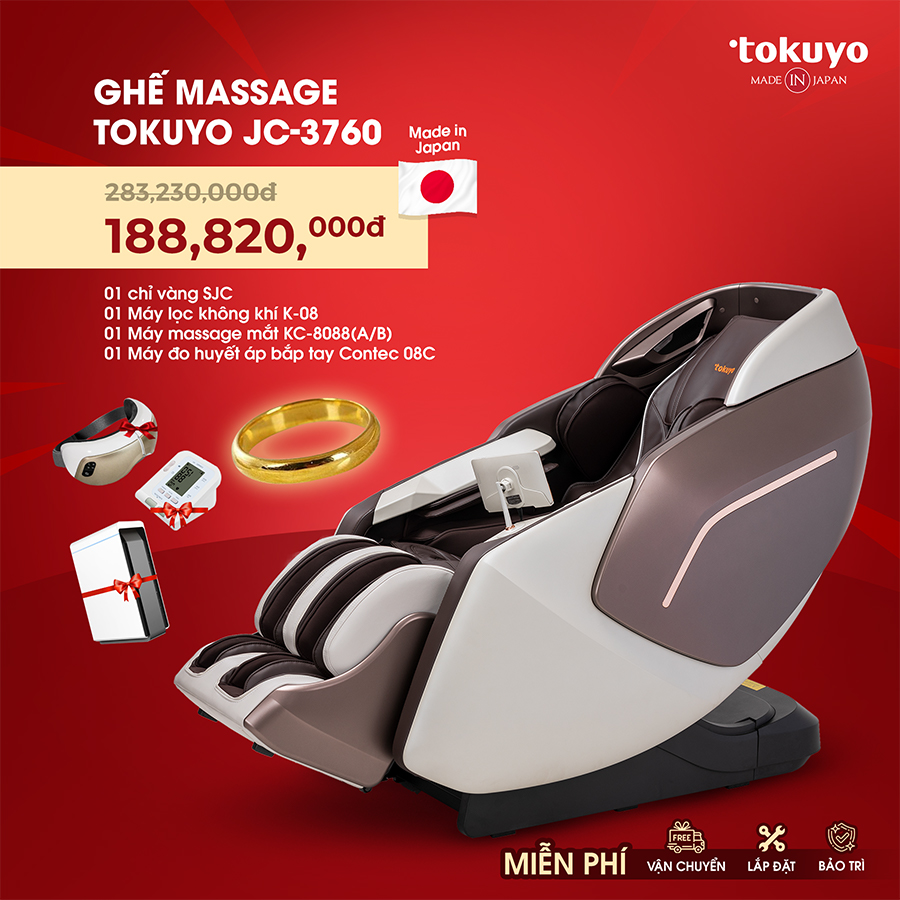 tokuyo
MADE IN JAPAN
GHẾ MASSAGE
TOKUYO JC-3760
Made in
Japan
283,230,000đ
188,820,000đ
01 chỉ vàng SJC
01 Máy lọc không khí K-08
01 Máy massage mắt KC-8088(A/B)
01 Máy đo huyết áp bắp tay Contec 08C
tokuyo
MIỄN PHÍ
FREE
VẬN CHUYỂN
LẮP ĐẶT
BẢO TRÌ